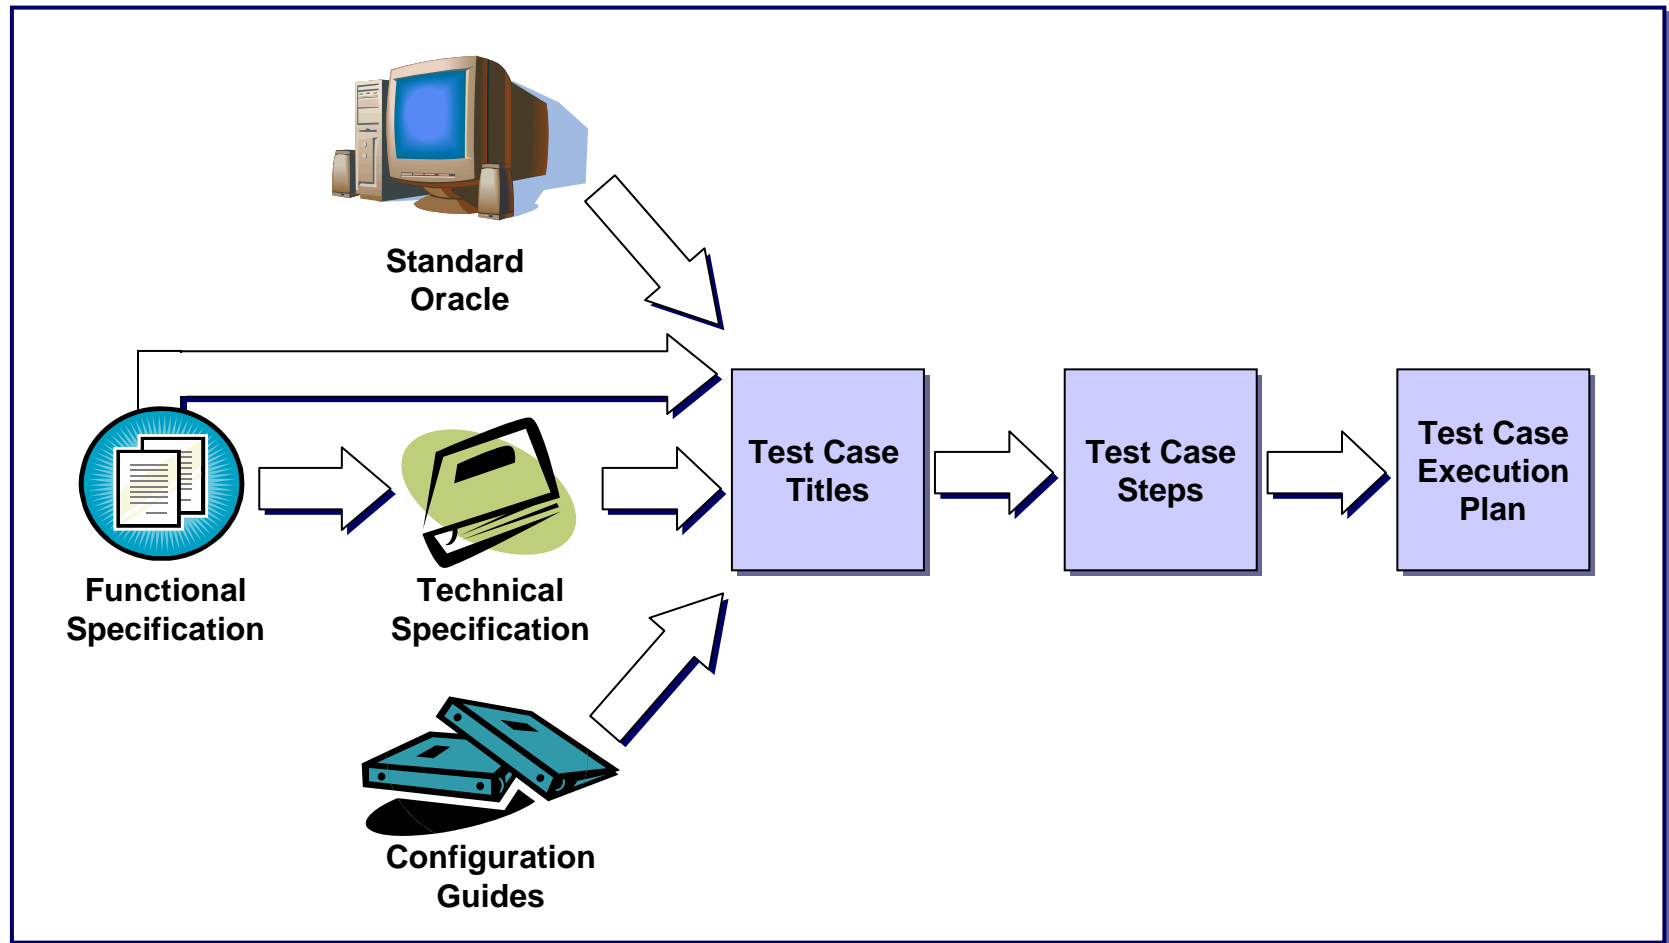 Standard
Oracle
Functional
Specification
Technical
Specification
Configuration
Guides
Test Case
Titles
Test Case
Steps
Test Case
Execution
Plan